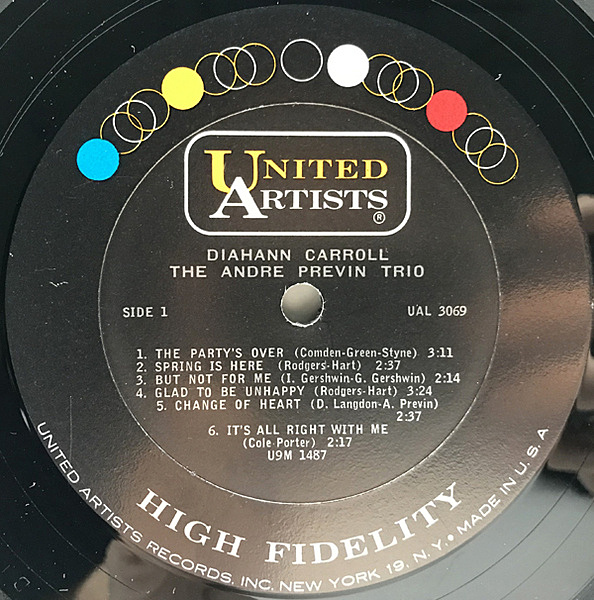 UNITED
ARTISTS
®
DIAHANN CARROLL
THE ANDRE PREVIN TRIO
SIDE 1
UAL 3069
1. THE PARTY'S OVER (Comden-Green-Styne) 3:11
2. SPRING IS HERE (Rodgers-Hart) 2:37
3. BUT NOT FOR ME (I. Gershwin-G. Gershwin) 2:14
4. GLAD TO BE UNHAPPY (Rodgers-Hart) 3:24
5. CHANGE OF HEART (D. Langdon-A. Previn)
2:37
6. IT'S ALL RIGHT WITH ME
(Cole Porter) 2:17
U9M 1487
HIGH FIDELITY
UNITED ARTISTS RECORDS, INC. NEW YORK 19, N. Y. • MADE IN U. S. A